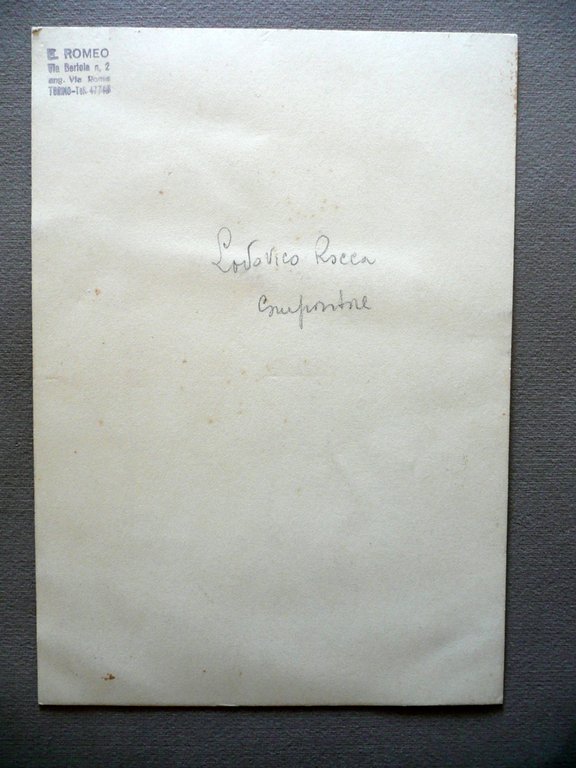 E. ROMEO
Via Bertola n. 2
ang. Via Roma
TORINO-Tel. 47746
Lodovico Rocca
Compositore